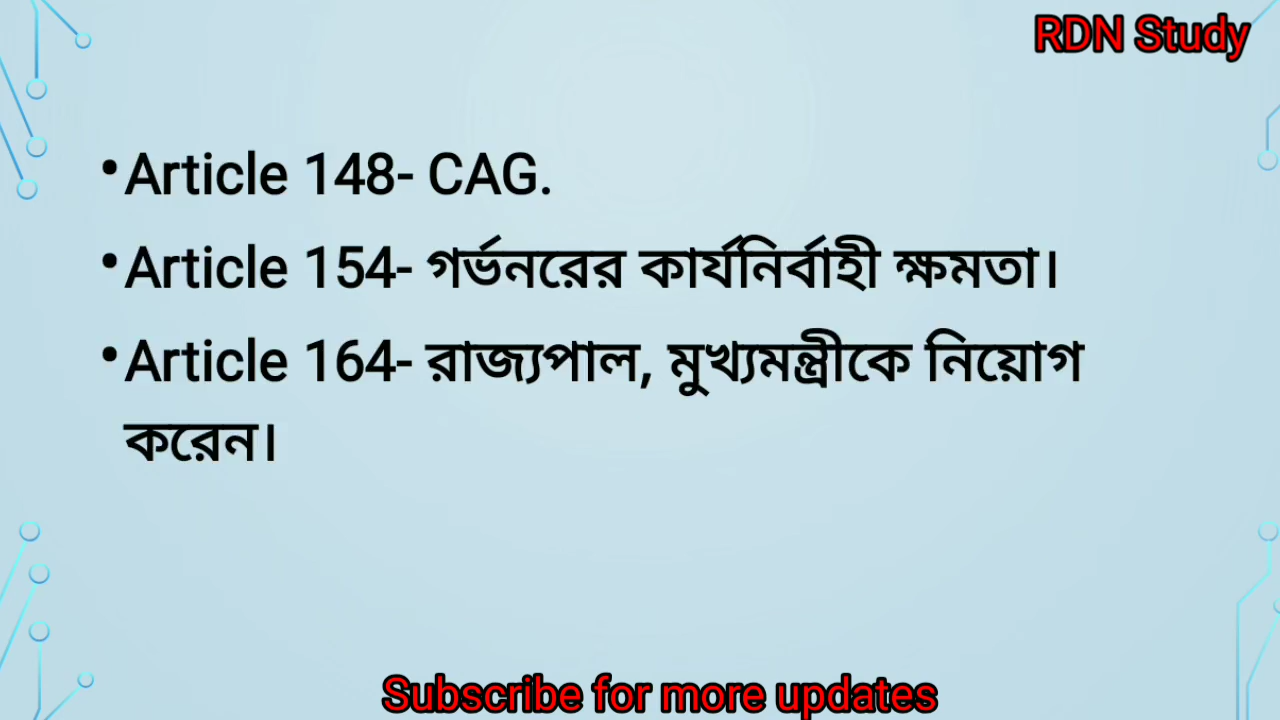 RDN Study
•Article 148- CAG.
•Article 154- গর্ভনরের কার্যনির্বাহী ক্ষমতা।
•Article 164- রাজ্যপাল, মুখ্যমন্ত্রীকে নিয়োগ
করেন।
Subscribe for more updates